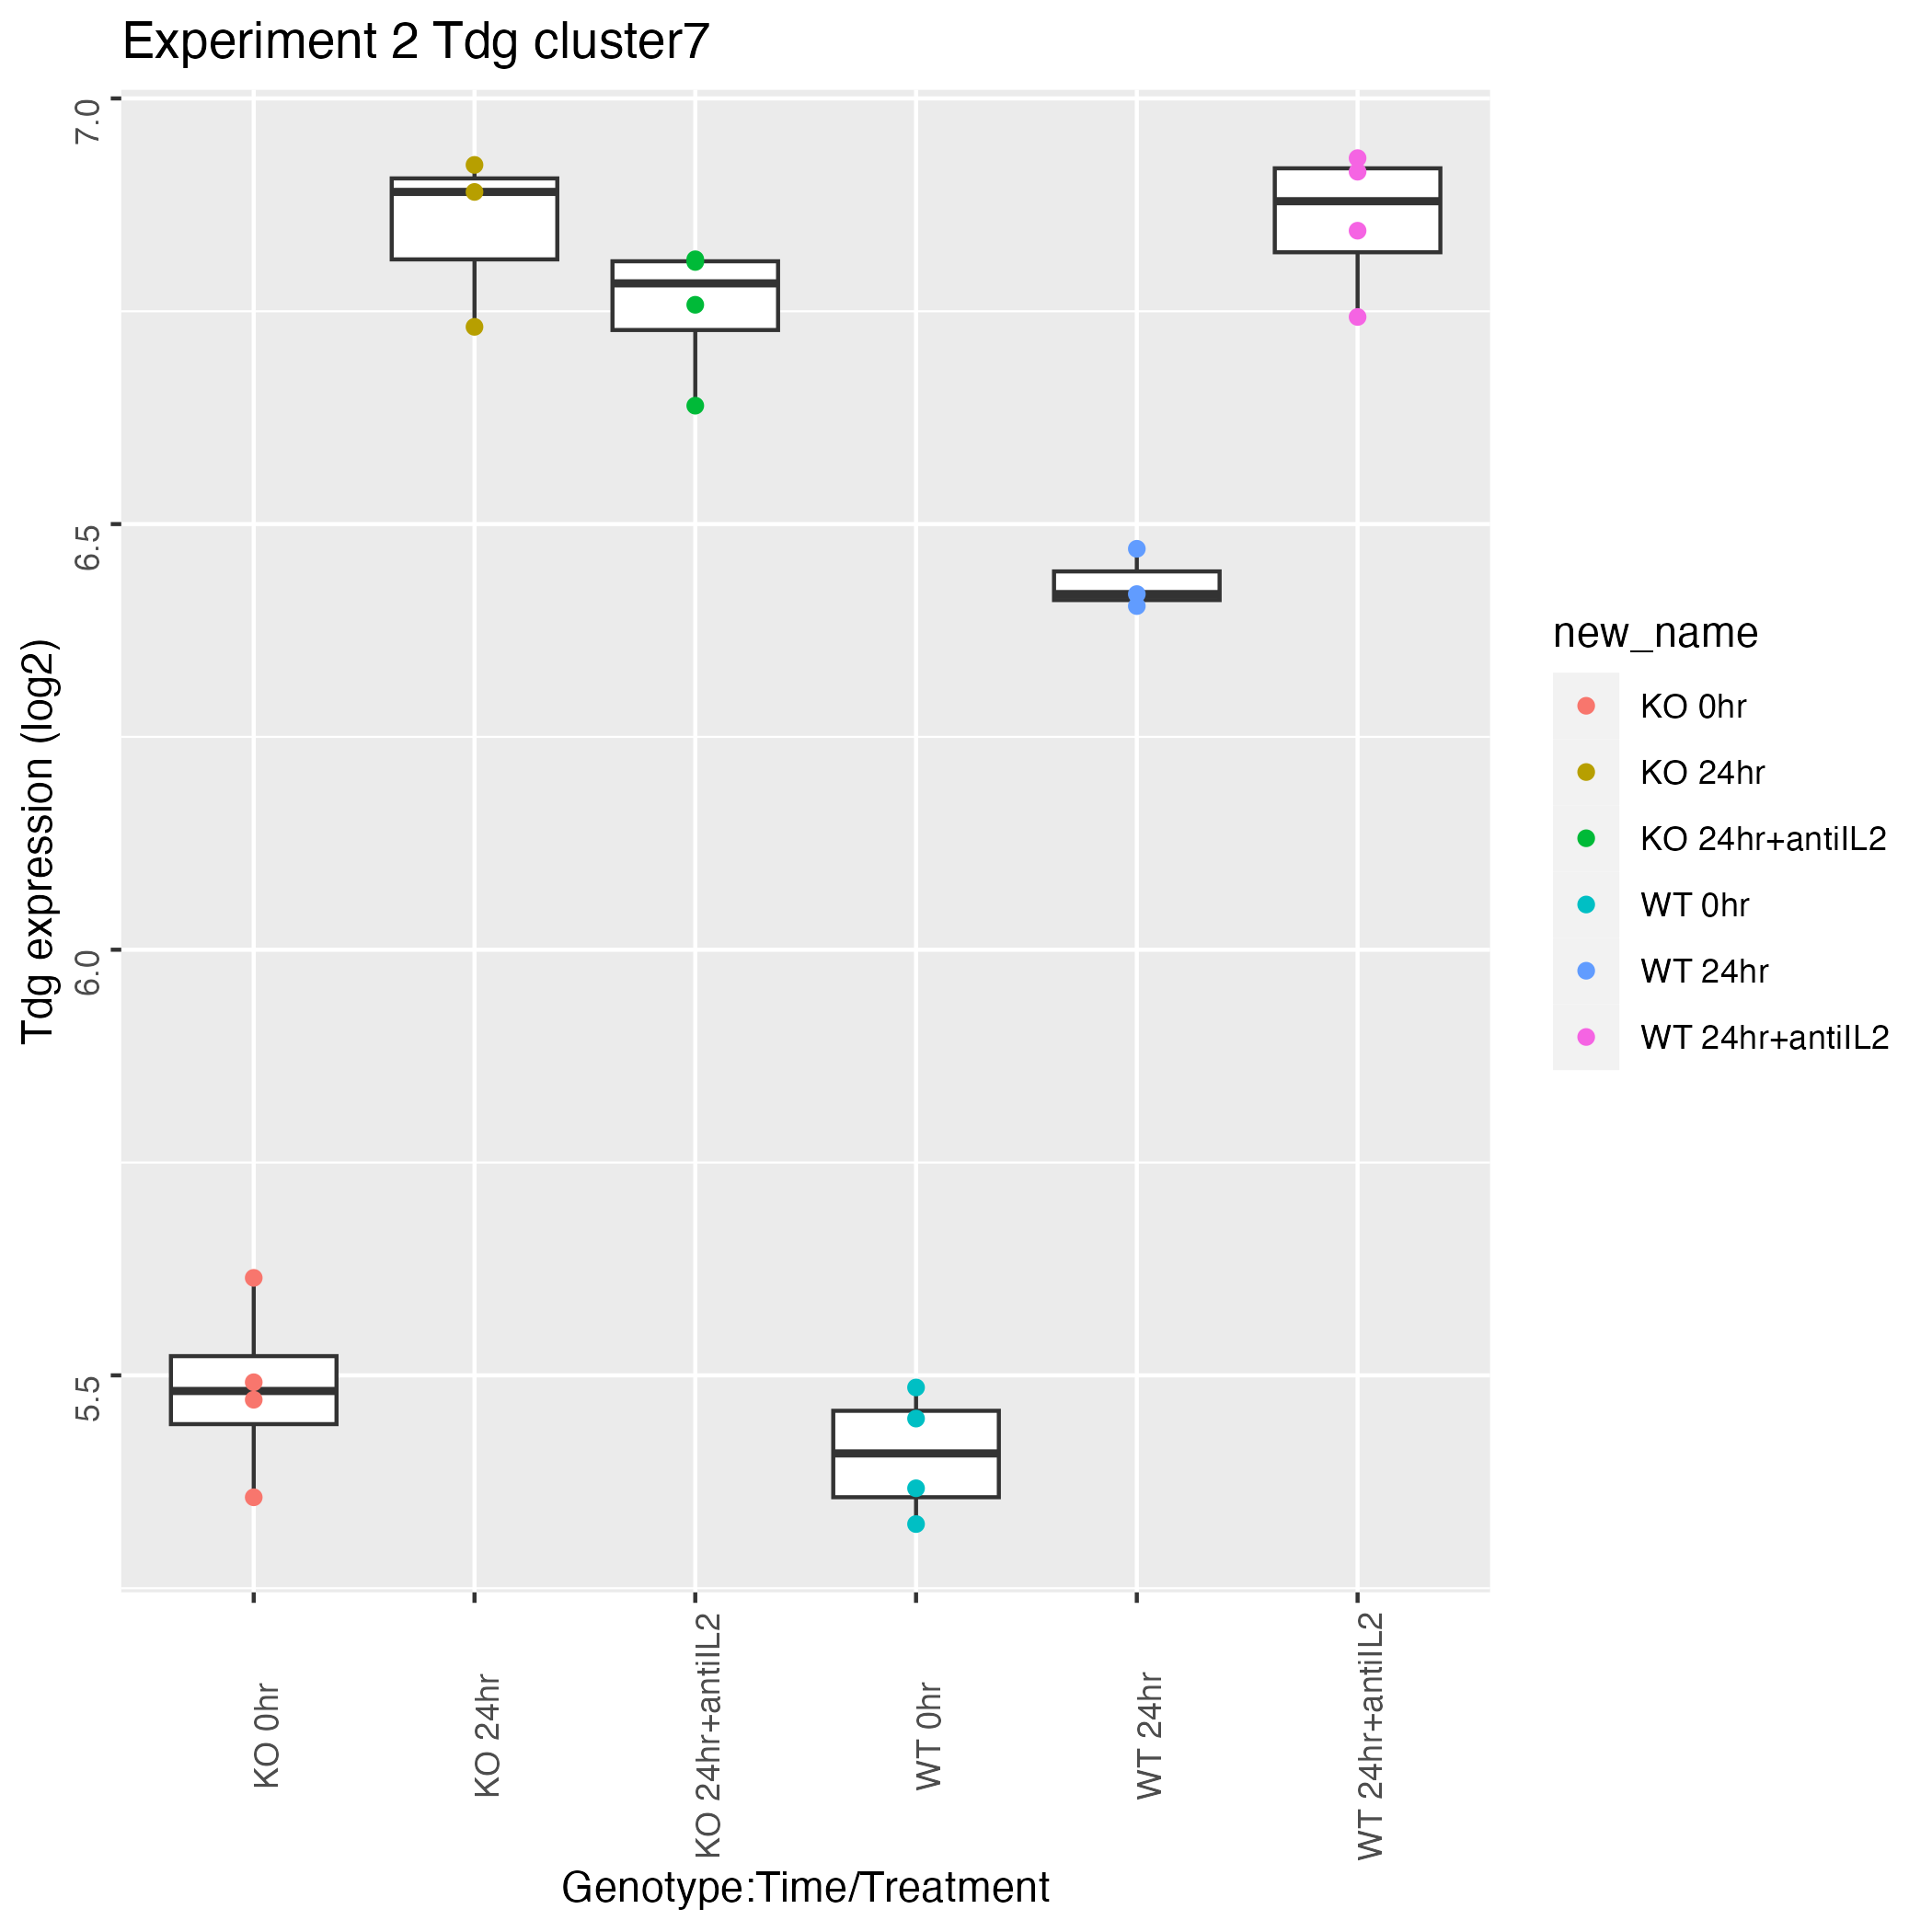 Experiment 2 Tdg cluster7
7.0
6.5
6.0
5.5
Tdg expression (log2)
KO 0hr
KO 24hr
KO 24hr+antiIL2
WT 0hr
WT 24hr
WT 24hr+antiIL2
Genotype:Time/Treatment
new_name
KO 0hr
KO 24hr
KO 24hr+antiIL2
WT 0hr
WT 24hr
WT 24hr+antiIL2